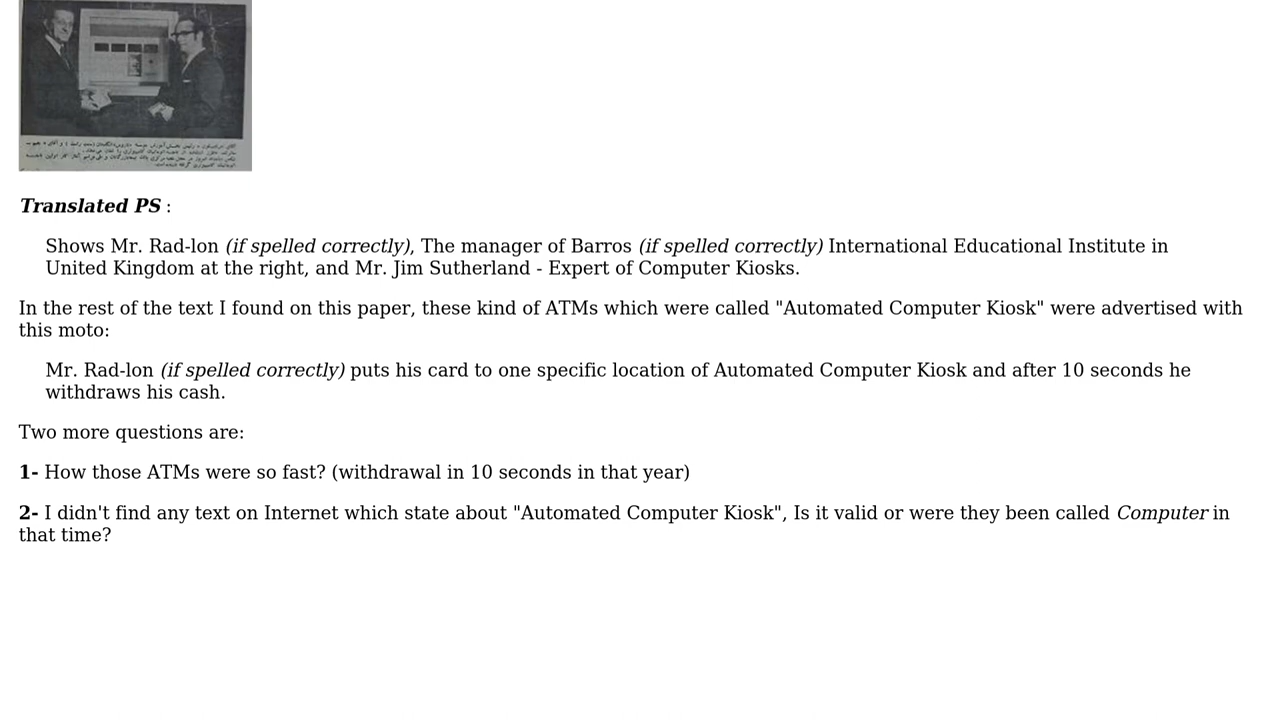 Translated PS :
Shows Mr. Rad-lon (if spelled correctly), The manager of Barros (if spelled correctly) International Educational Institute in
United Kingdom at the right, and Mr. Jim Sutherland - Expert of Computer Kiosks.
In the rest of the text I found on this paper, these kind of ATMs which were called "Automated Computer Kiosk" were advertised with
this moto:
Mr. Rad-lon (if spelled correctly) puts his card to one specific location of Automated Computer Kiosk and after 10 seconds he
withdraws his cash.
Two more questions are:
1- How those ATMs were so fast? (withdrawal in 10 seconds in that year)
2- I didn't find any text on Internet which state about "Automated Computer Kiosk", Is it valid or were they been called Computer in
that time?